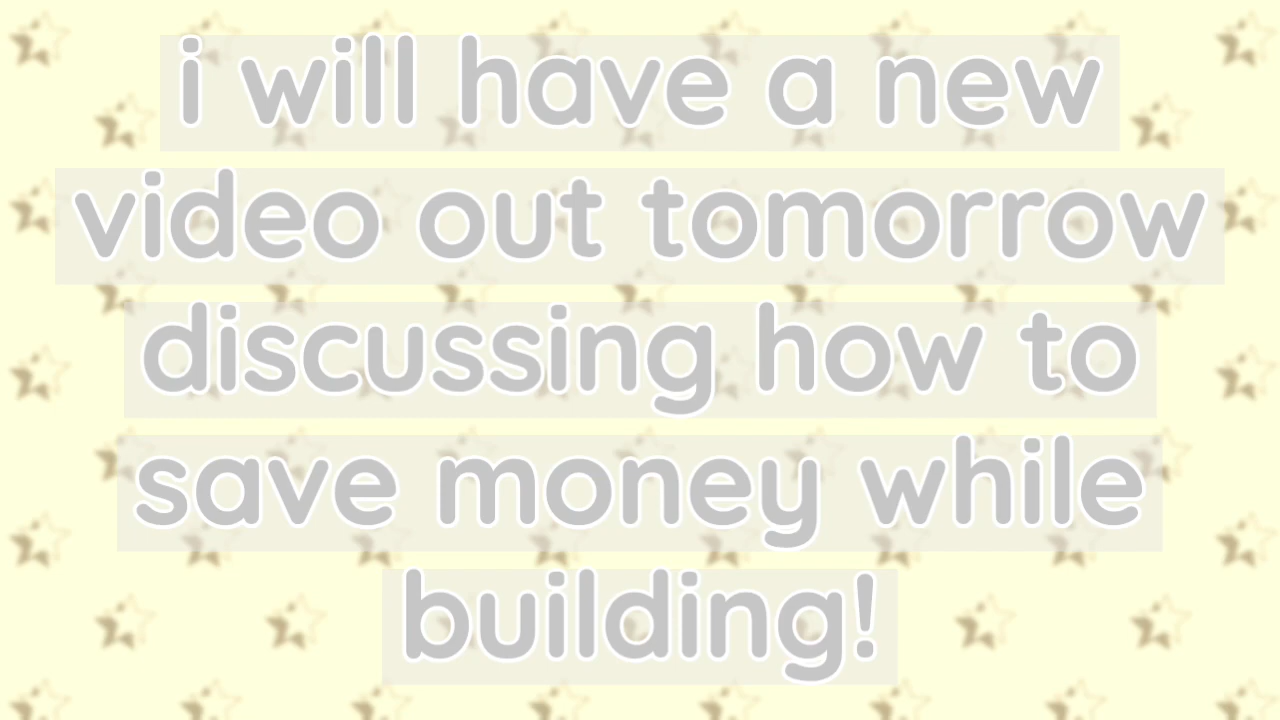 i will have a new
video out tomorrow
discussing how to
save money while
building!